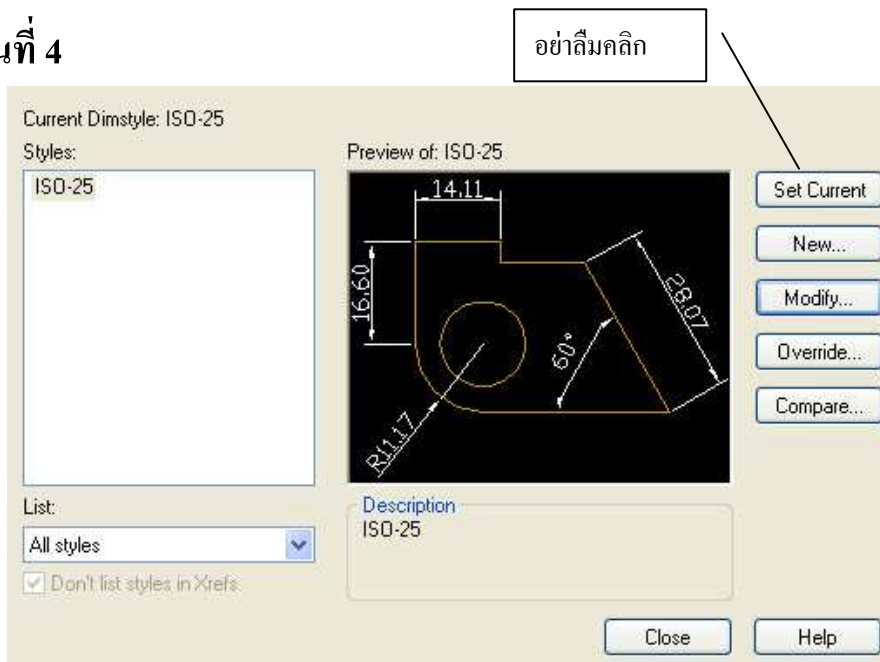 ที่ 4
อย่าลืมคลิก
Current Dimstyle: ISO-25
Styles:
Preview of: ISO-25
ISO-25
14.11
16.60
28.07
60°
R11.17
Set Current
New...
Modify...
Override...
Compare...
List:
All styles
Don't list styles in Xrefs
Description
ISO-25
Close
Help